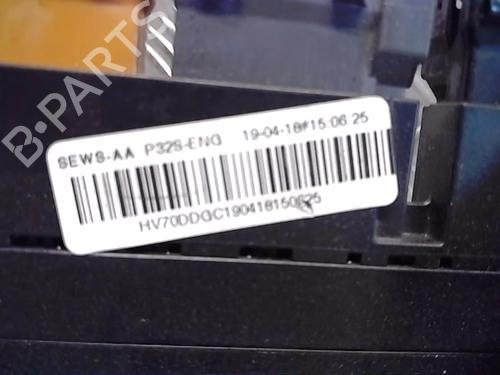 B-PARTS
SEWS-AA P32S-ENG 19-04-18#15:06:25
HV70DDGC190418150625